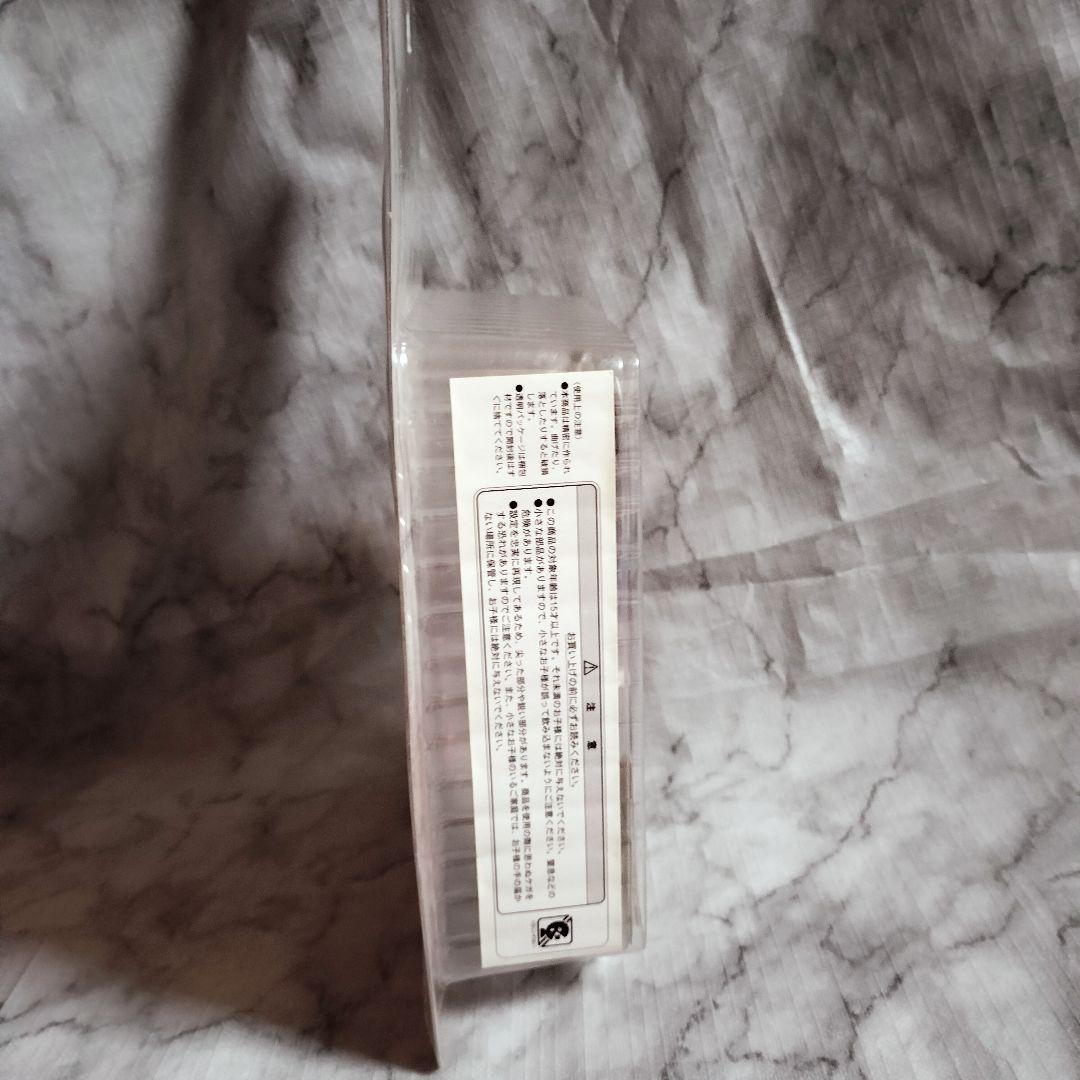 〈使用上の注意〉
●本商品は精密に作られ
ています。曲げたり、
落としたりすると破損
します。
●透明パッケージは梱包
材ですので開封後はす
ぐに捨ててください。
⚠ 注 意
お買い上げの前に必ずお読みください。
●この商品の対象年齢は15才以上です。それ未満のお子様には絶対に与えないでください。
●小さな部品がありますので、小さなお子様が誤って飲み込まないようにご注意ください。窒息などの
危険があります。
●設定を忠実に再現してあるため、尖った部分や鋭い部分があります。商品を使用の際に思わぬケガを
する恐れがありますのでご注意ください。また、小さなお子様のいるご家庭では、お子様の手の届か
ない場所に保管し、お子様には絶対に与えないでください。